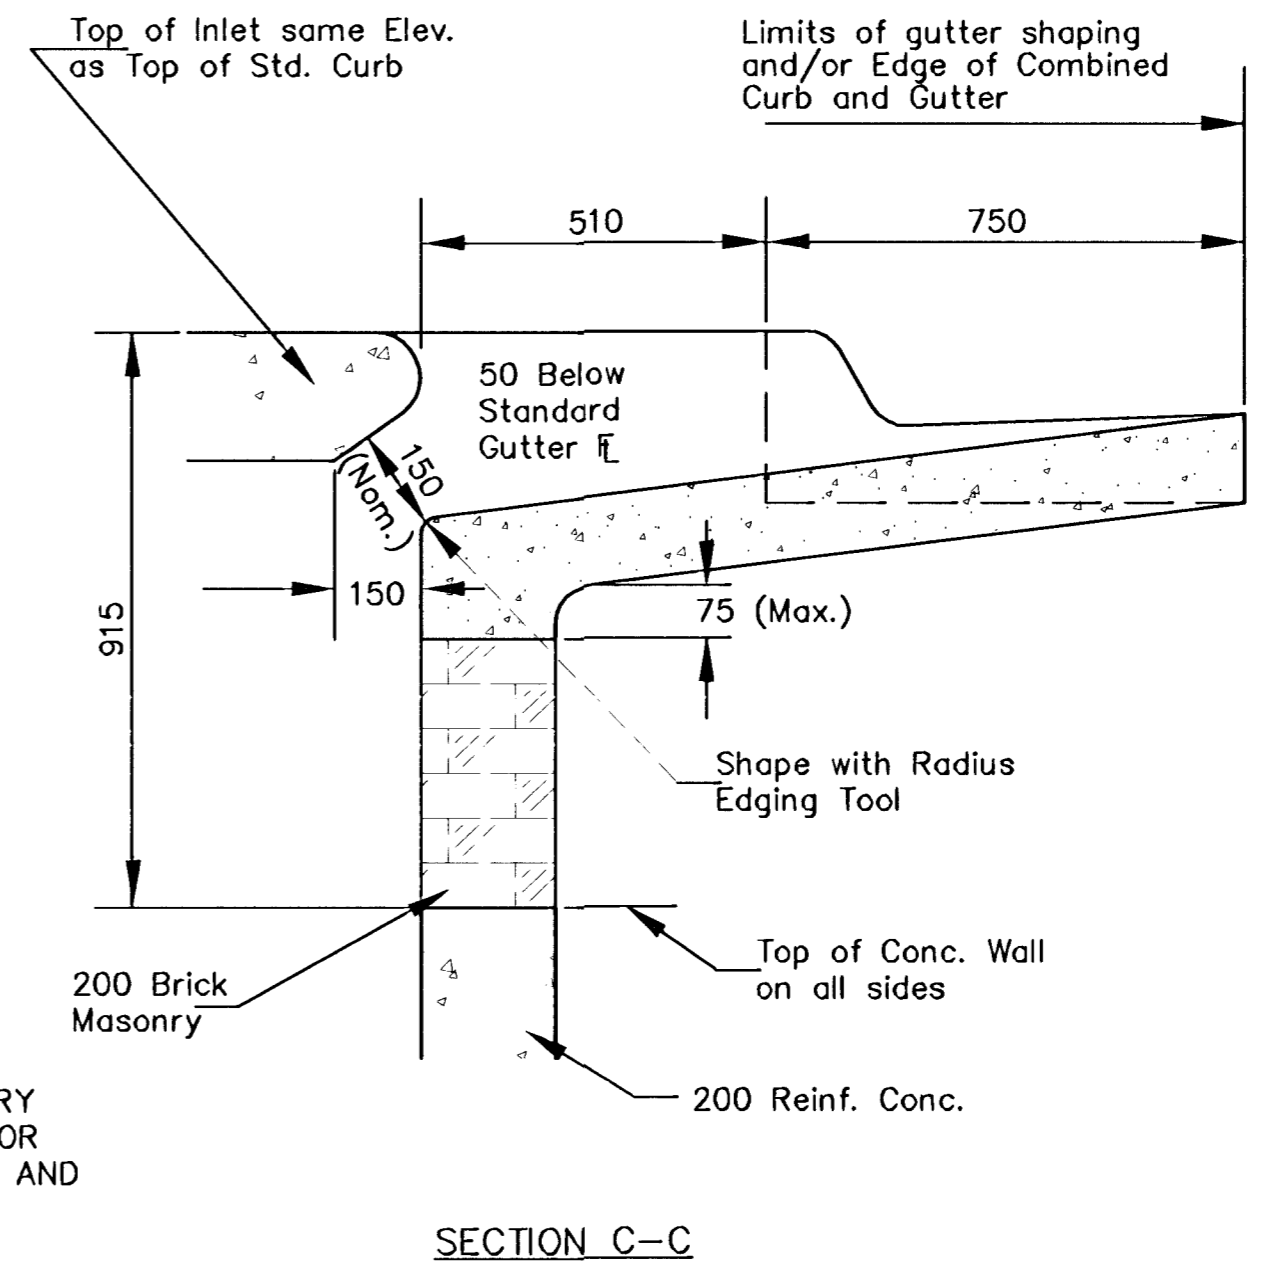 Top of Inlet same Elev.
as Top of Std. Curb
Limits of gutter shaping
and/or Edge of Combined
Curb and Gutter
510
750
50 Below
Standard
Gutter ℄
150
(Nom.)
150
915
75 (Max.)
Shape with Radius
Edging Tool
200 Brick
Masonry
Top of Conc. Wall
on all sides
200 Reinf. Conc.
RY
OR
AND
SECTION C-C